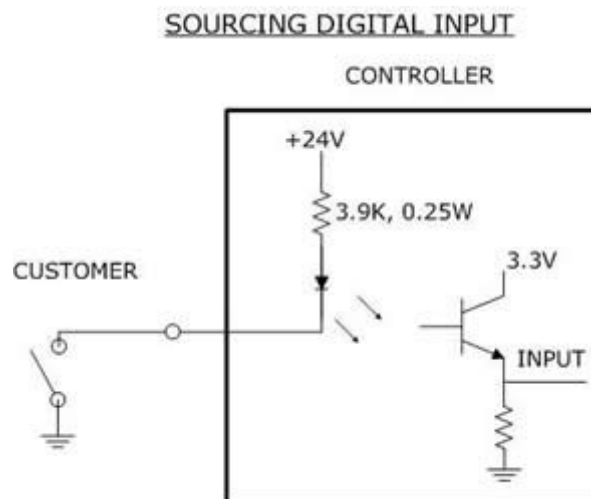 SOURCING DIGITAL INPUT
CONTROLLER
+24V
3.9K, 0.25W
CUSTOMER
3.3V
INPUT